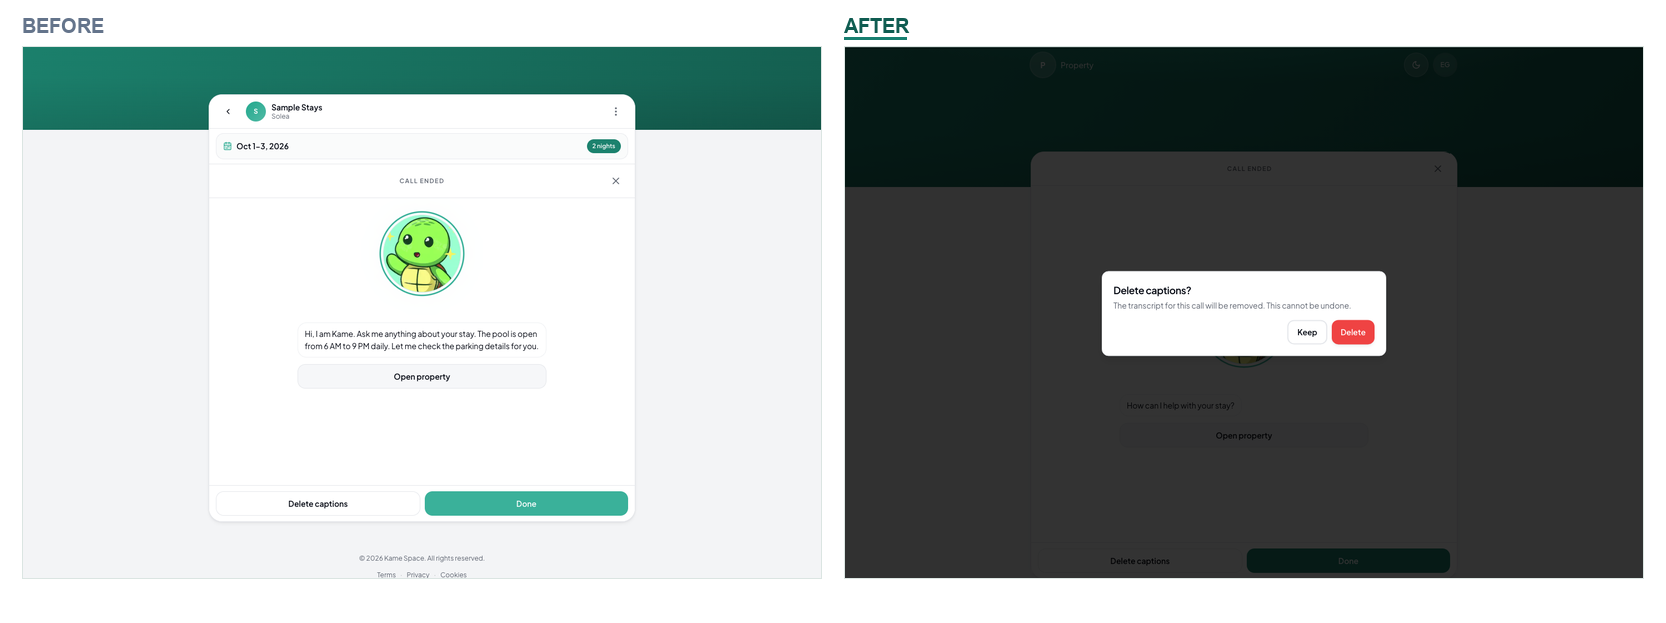 BEFORE
S
Sample Stays
Solea
Oct 1–3, 2026
2 nights
CALL ENDED
Hi, I am Kame. Ask me anything about your stay. The pool is open
from 6 AM to 9 PM daily. Let me check the parking details for you.
Open property
Delete captions
Done
© 2026 Kame Space. All rights reserved.
Terms · Privacy · Cookies
AFTER
P
Property
EG
CALL ENDED
Delete captions?
The transcript for this call will be removed. This cannot be undone.
Keep
Delete
How can I help with your stay?
Open property
Delete captions
Done